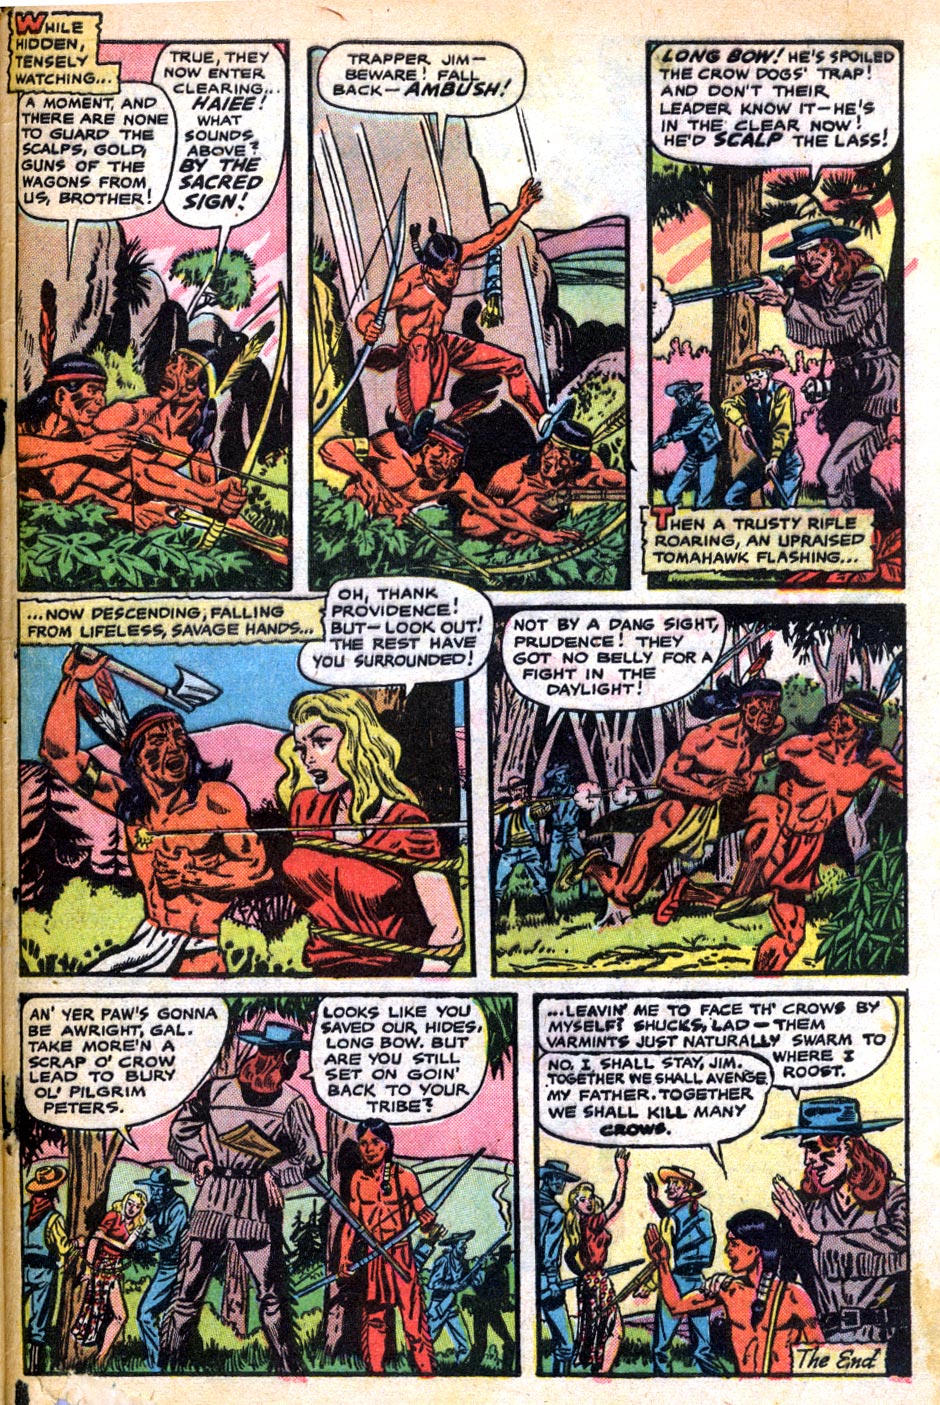 WHILE
HIDDEN,
TENSELY
WATCHING...
A MOMENT, AND
THERE ARE NONE
TO GUARD THE
SCALPS, GOLD,
GUNS OF THE
WAGONS FROM
US, BROTHER!
TRUE, THEY
NOW ENTER
CLEARING...
HAIEE!
WHAT
SOUNDS
ABOVE?
BY THE
SACRED
SIGN!
TRAPPER JIM—
BEWARE! FALL
BACK—AMBUSH!
LONG BOW! HE'S SPOILED
THE CROW DOGS' TRAP!
AND DON'T THEIR
LEADER KNOW IT—HE'S
IN THE CLEAR NOW!
HE'D SCALP THE LASS!
THEN A TRUSTY RIFLE
ROARING, AN UPRAISED
TOMAHAWK FLASHING...
...NOW DESCENDING, FALLING
FROM LIFELESS, SAVAGE HANDS...
OH, THANK
PROVIDENCE!
BUT—LOOK OUT!
THE REST HAVE
YOU SURROUNDED!
NOT BY A DANG SIGHT,
PRUDENCE! THEY
GOT NO BELLY FOR A
FIGHT IN THE
DAYLIGHT!
AN' YER PAW'S GONNA
BE AWRIGHT, GAL.
TAKE MORE'N A
SCRAP O' CROW
LEAD TO BURY
OL' PILGRIM
PETERS.
LOOKS LIKE YOU
SAVED OUR HIDES,
LONG BOW. BUT
ARE YOU STILL
SET ON GOIN'
BACK TO YOUR
TRIBE?
...LEAVIN' ME TO FACE TH' CROWS BY
MYSELF? SHUCKS, LAD—THEM
VARMINTS JUST NATURALLY SWARM TO
WHERE I
ROOST.
NO. I SHALL STAY, JIM.
TOGETHER WE SHALL AVENGE
MY FATHER. TOGETHER
WE SHALL KILL MANY
CROWS.
The End